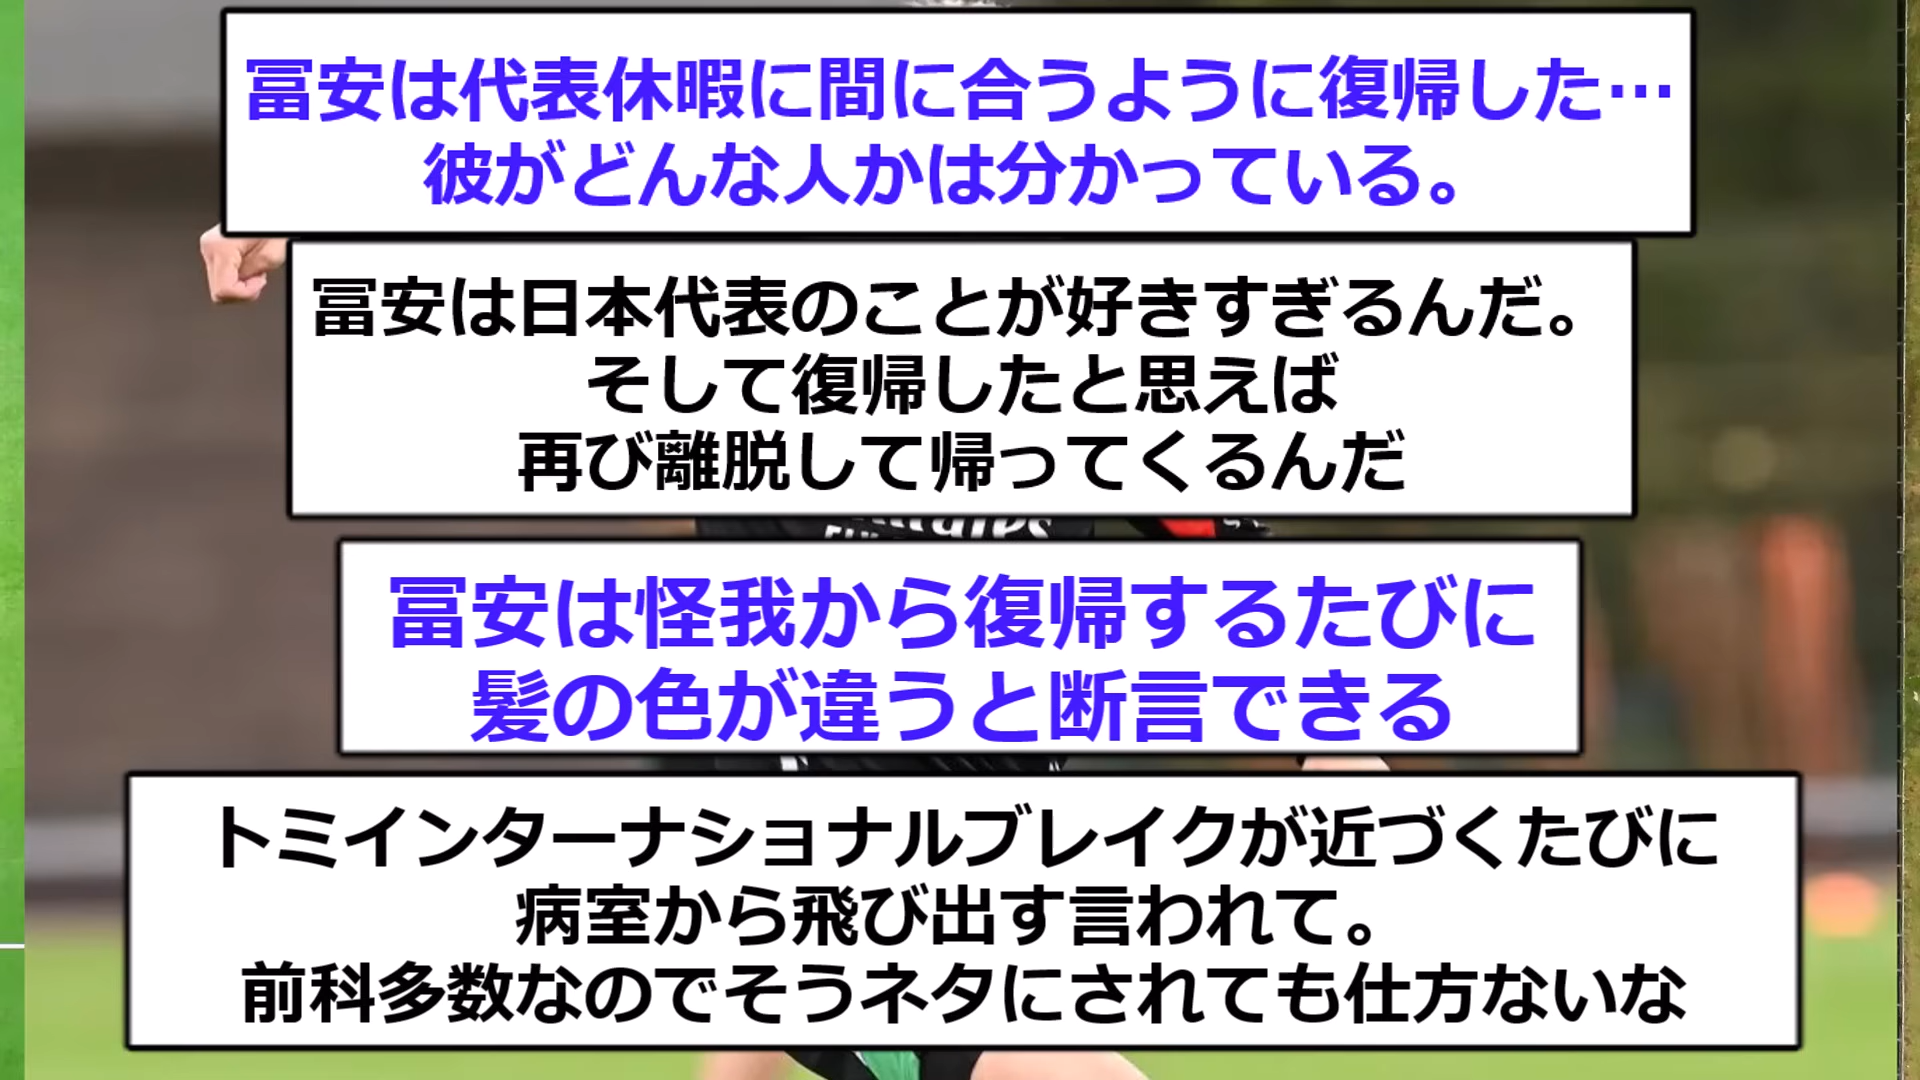 冨安は代表休暇に間に合うように復帰した…
彼がどんな人かは分かっている。
冨安は日本代表のことが好きすぎるんだ。
そして復帰したと思えば
再び離脱して帰ってくるんだ
冨安は怪我から復帰するたびに
髪の色が違うと断言できる
トミインターナショナルブレイクが近づくたびに
病室から飛び出す言われて。
前科多数なのでそうネタにされても仕方ないな